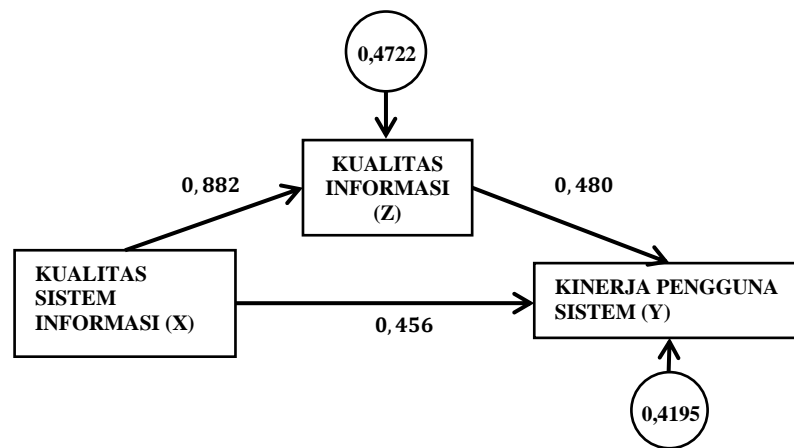 0,4722
KUALITAS
INFORMASI
(Z)
0,882
0,480
KUALITAS
SISTEM
INFORMASI (X)
KINERJA PENGGUNA
SISTEM (Y)
0,456
0,4195